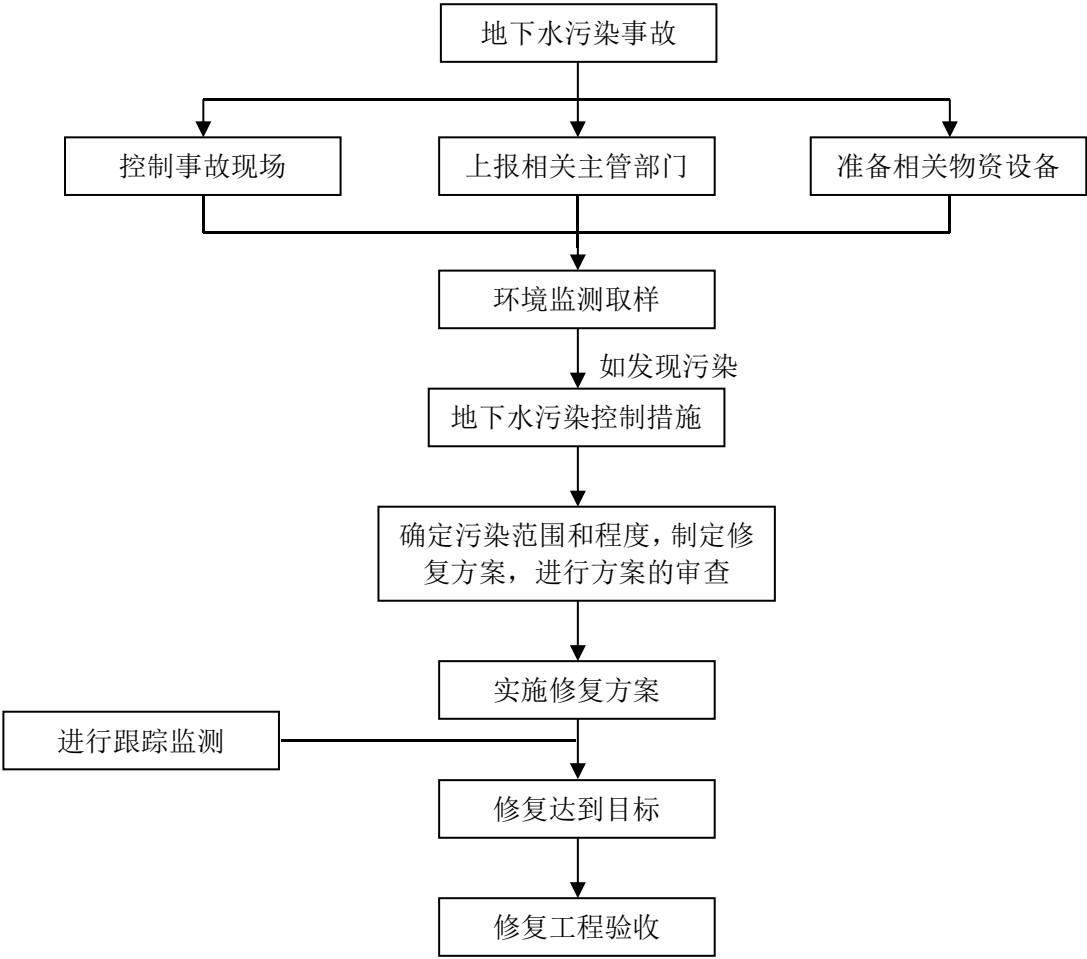 地下水污染事故
控制事故现场
上报相关主管部门
准备相关物资设备
环境监测取样
如发现污染
地下水污染控制措施
确定污染范围和程度，制定修
复方案，进行方案的审查
实施修复方案
进行跟踪监测
修复达到目标
修复工程验收